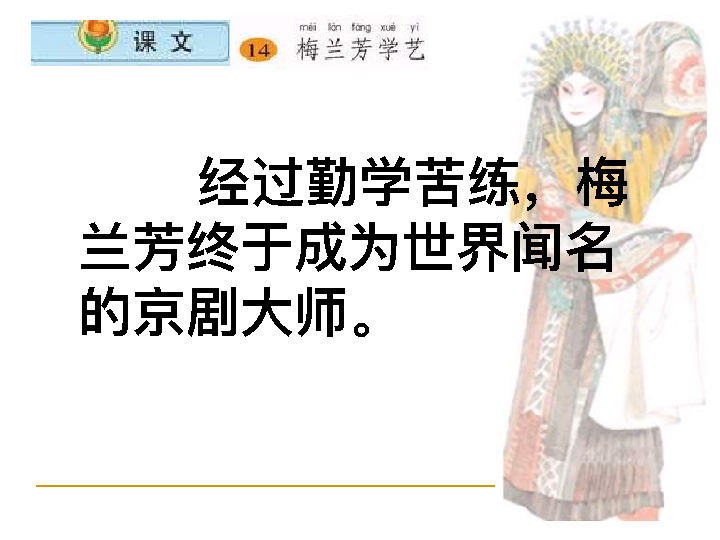 méi lán fāng xué yì
课文 14 梅兰芳学艺
经过勤学苦练，梅
兰芳终于成为世界闻名
的京剧大师。